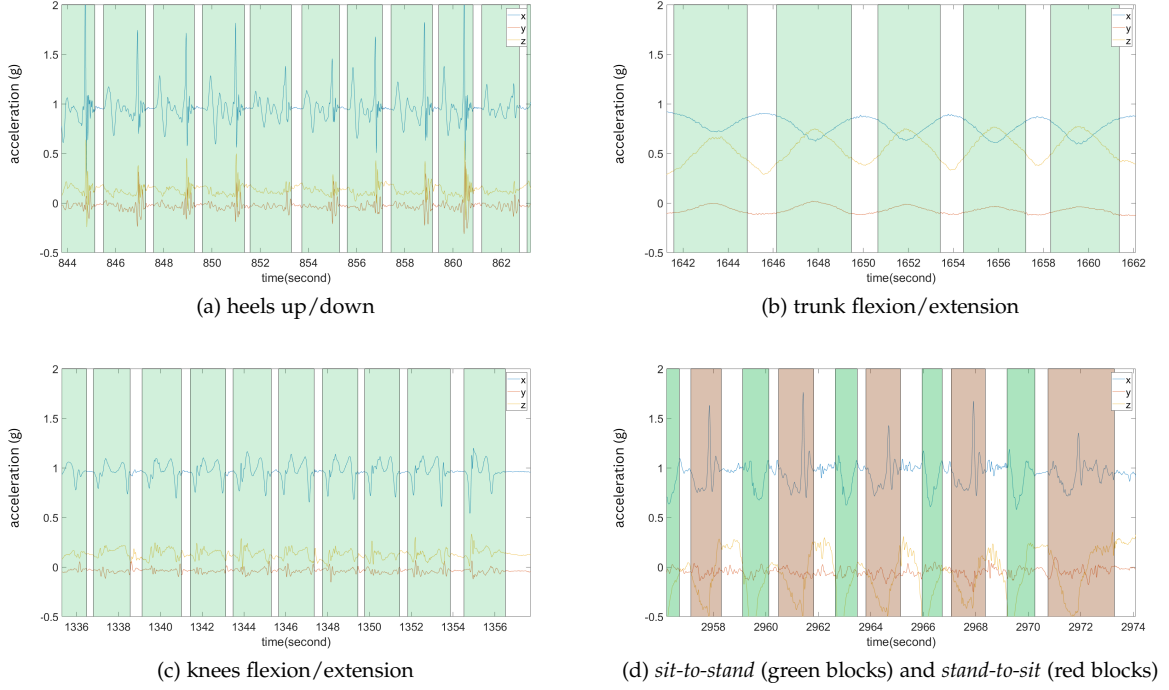 2
1.5
1
0.5
0
-0.5
acceleration (g)
x
y
z
844 846 848 850 852 854 856 858 860 862
time(second)
(a) heels up/down
2
1.5
1
0.5
0
-0.5
acceleration (g)
x
y
z
1642 1644 1646 1648 1650 1652 1654 1656 1658 1660 1662
time(second)
(b) trunk flexion/extension
2
1.5
1
0.5
0
-0.5
acceleration (g)
x
y
z
1336 1338 1340 1342 1344 1346 1348 1350 1352 1354 1356
time(second)
(c) knees flexion/extension
2
1.5
1
0.5
0
-0.5
acceleration (g)
x
y
z
2958 2960 2962 2964 2966 2968 2970 2972 2974
time(second)
(d) sit-to-stand (green blocks) and stand-to-sit (red blocks)